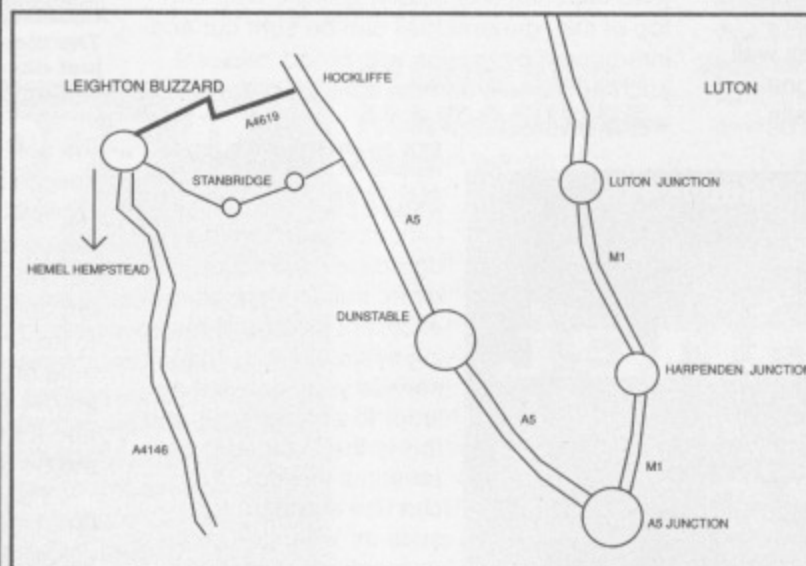 HOCKLIFFE
LEIGHTON BUZZARD
LUTON
A4619
STANBRIDGE
LUTON JUNCTION
A5
M1
HEMEL HEMPSTEAD
DUNSTABLE
HARPENDEN JUNCTION
A5
A4146
M1
A5 JUNCTION